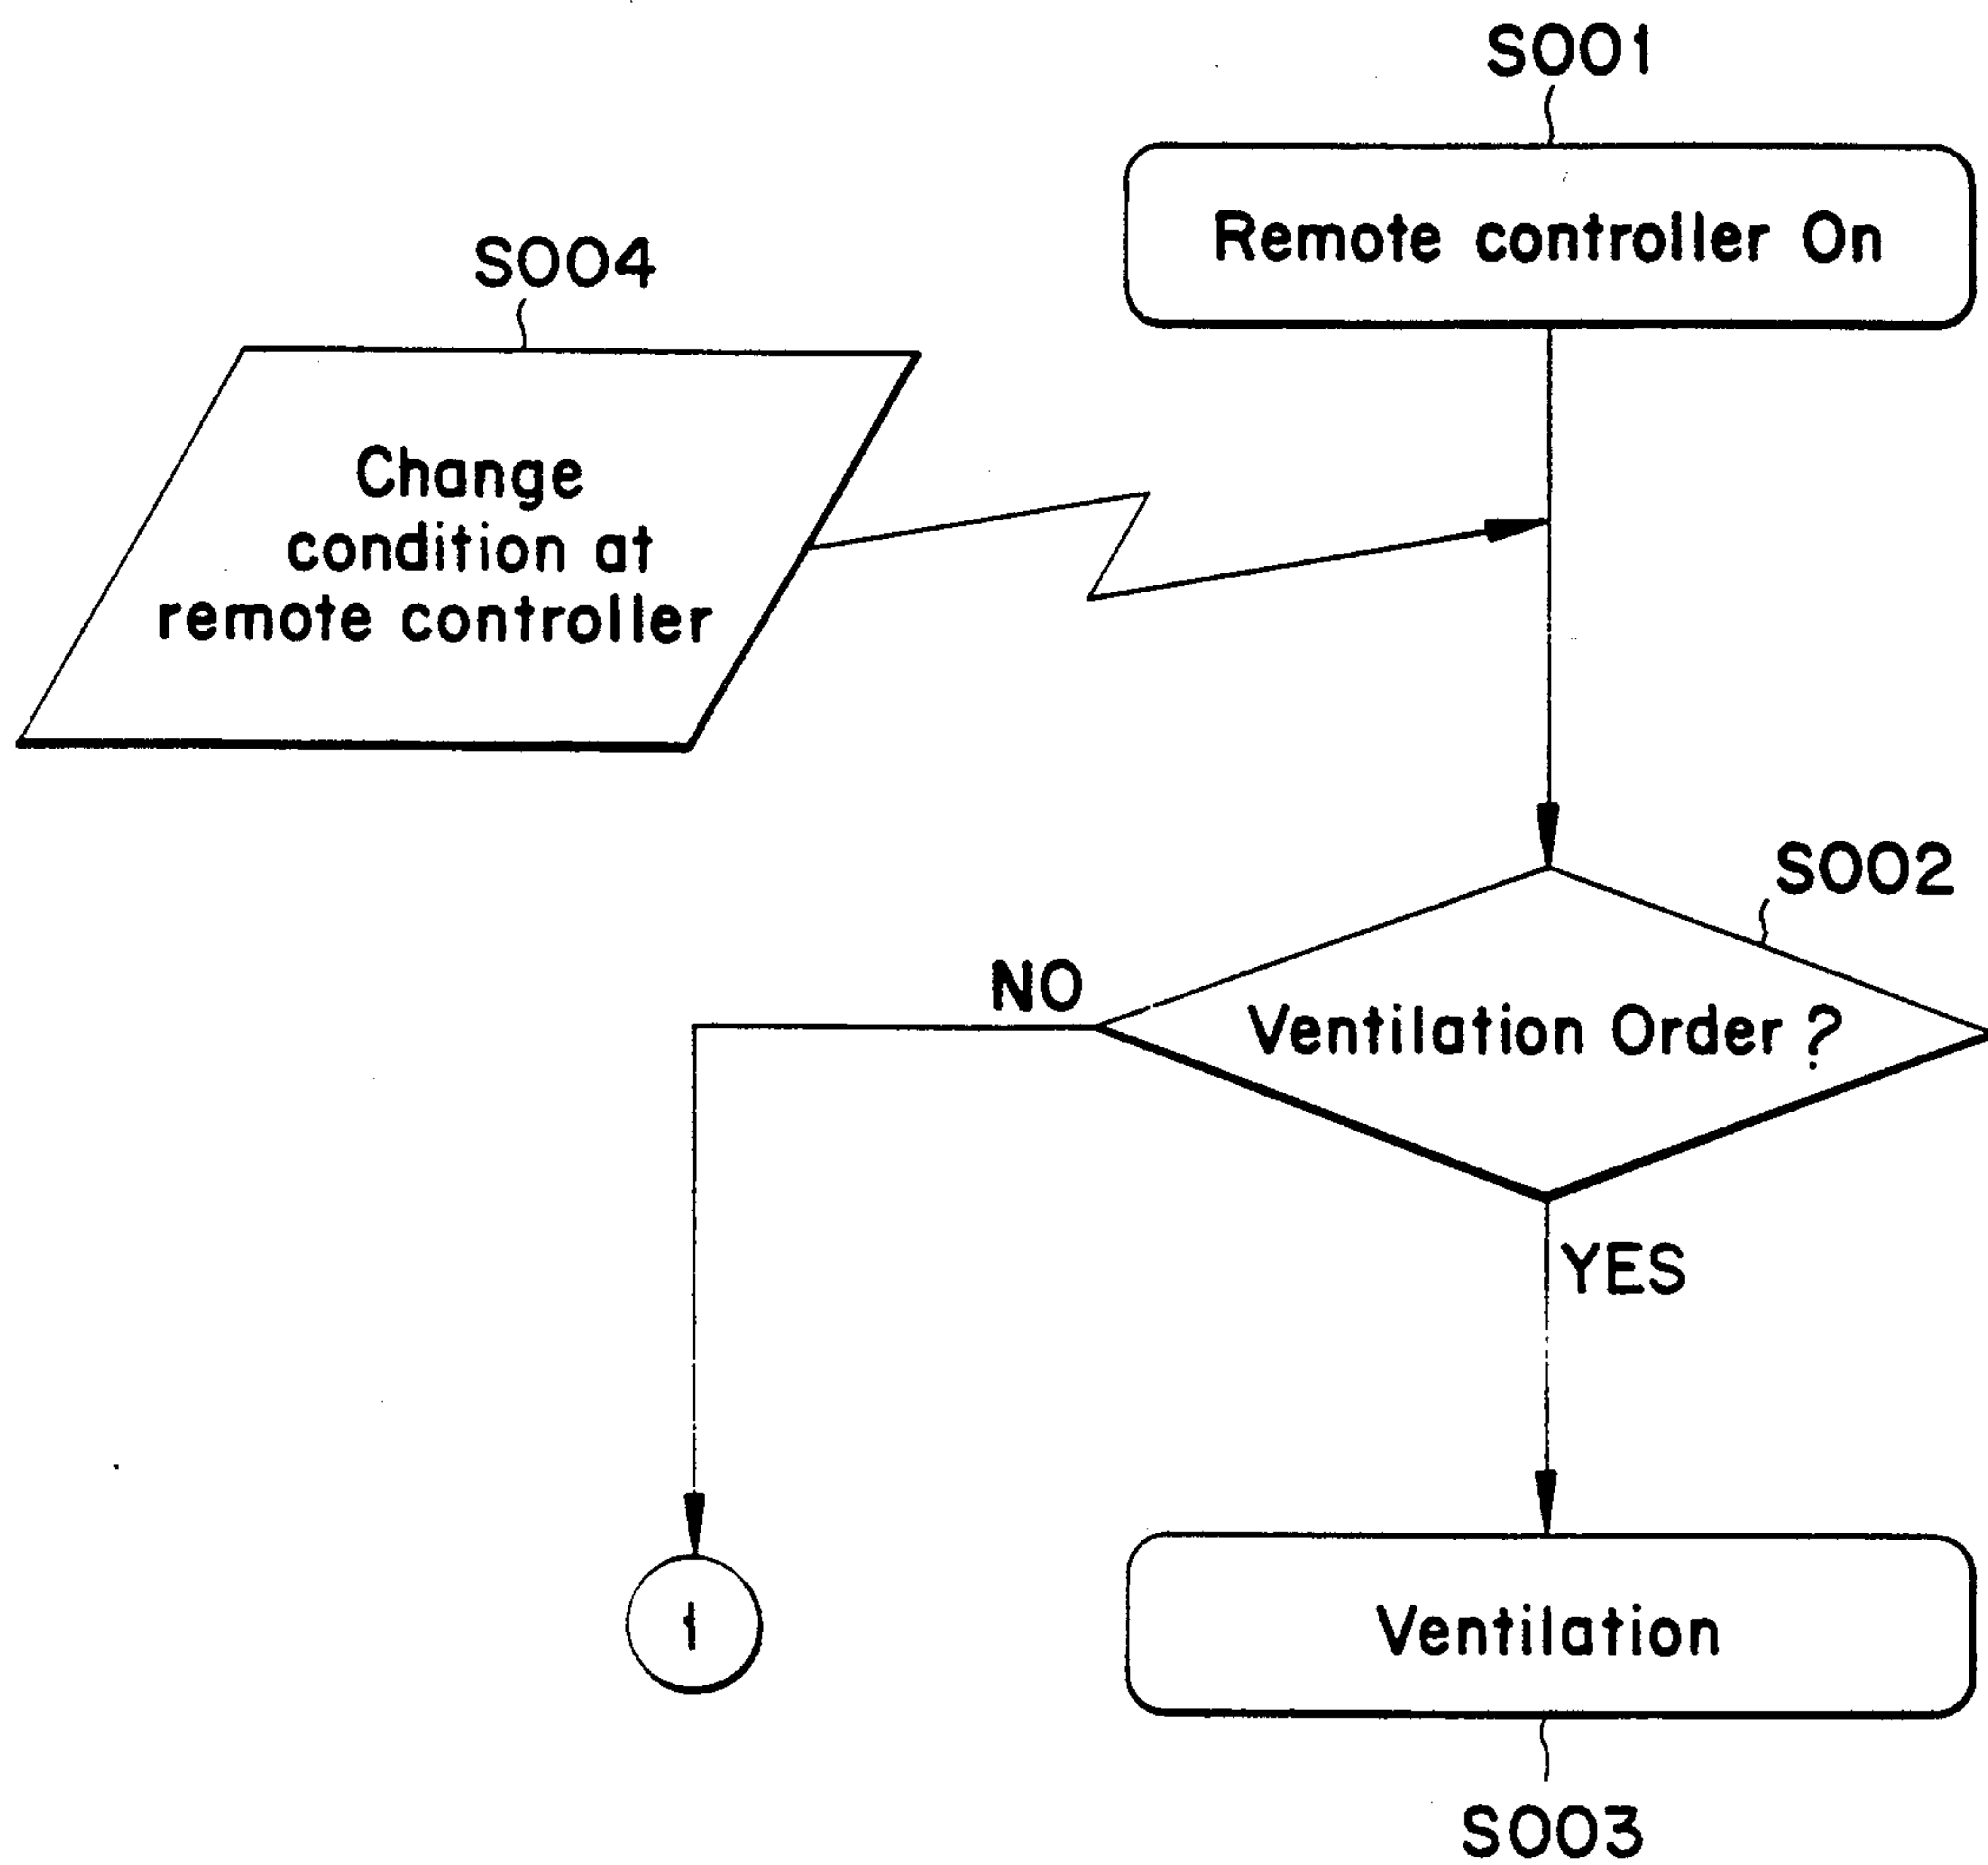 S001
Remote controller On
S004
Change
condition at
remote controller
S002
NO
Ventilation Order ?
YES
1
Ventilation
S003